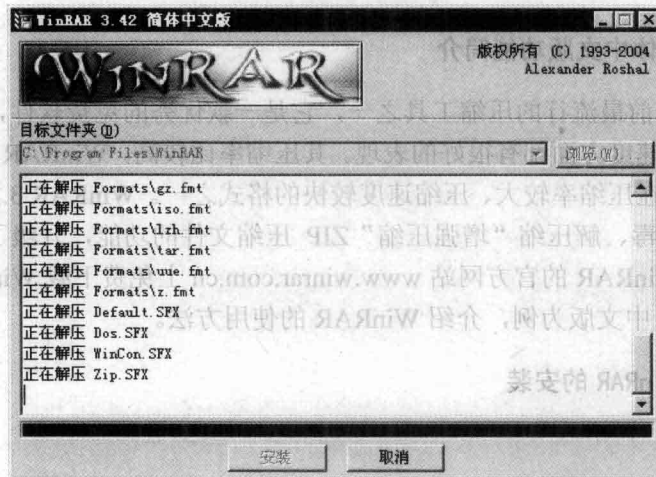 WinRAR 3.42 简体中文版
WINRAR
版权所有 (C) 1993-2004
Alexander Roshal
目标文件夹(D)
C:\Program Files\WinRAR
浏览(W)
正在解压 Formats\gz.fmt
正在解压 Formats\iso.fmt
正在解压 Formats\lzh.fmt
正在解压 Formats\tar.fmt
正在解压 Formats\uue.fmt
正在解压 Formats\z.fmt
正在解压 Default.SFX
正在解压 Dos.SFX
正在解压 WinCon.SFX
正在解压 Zip.SFX
安装
取消